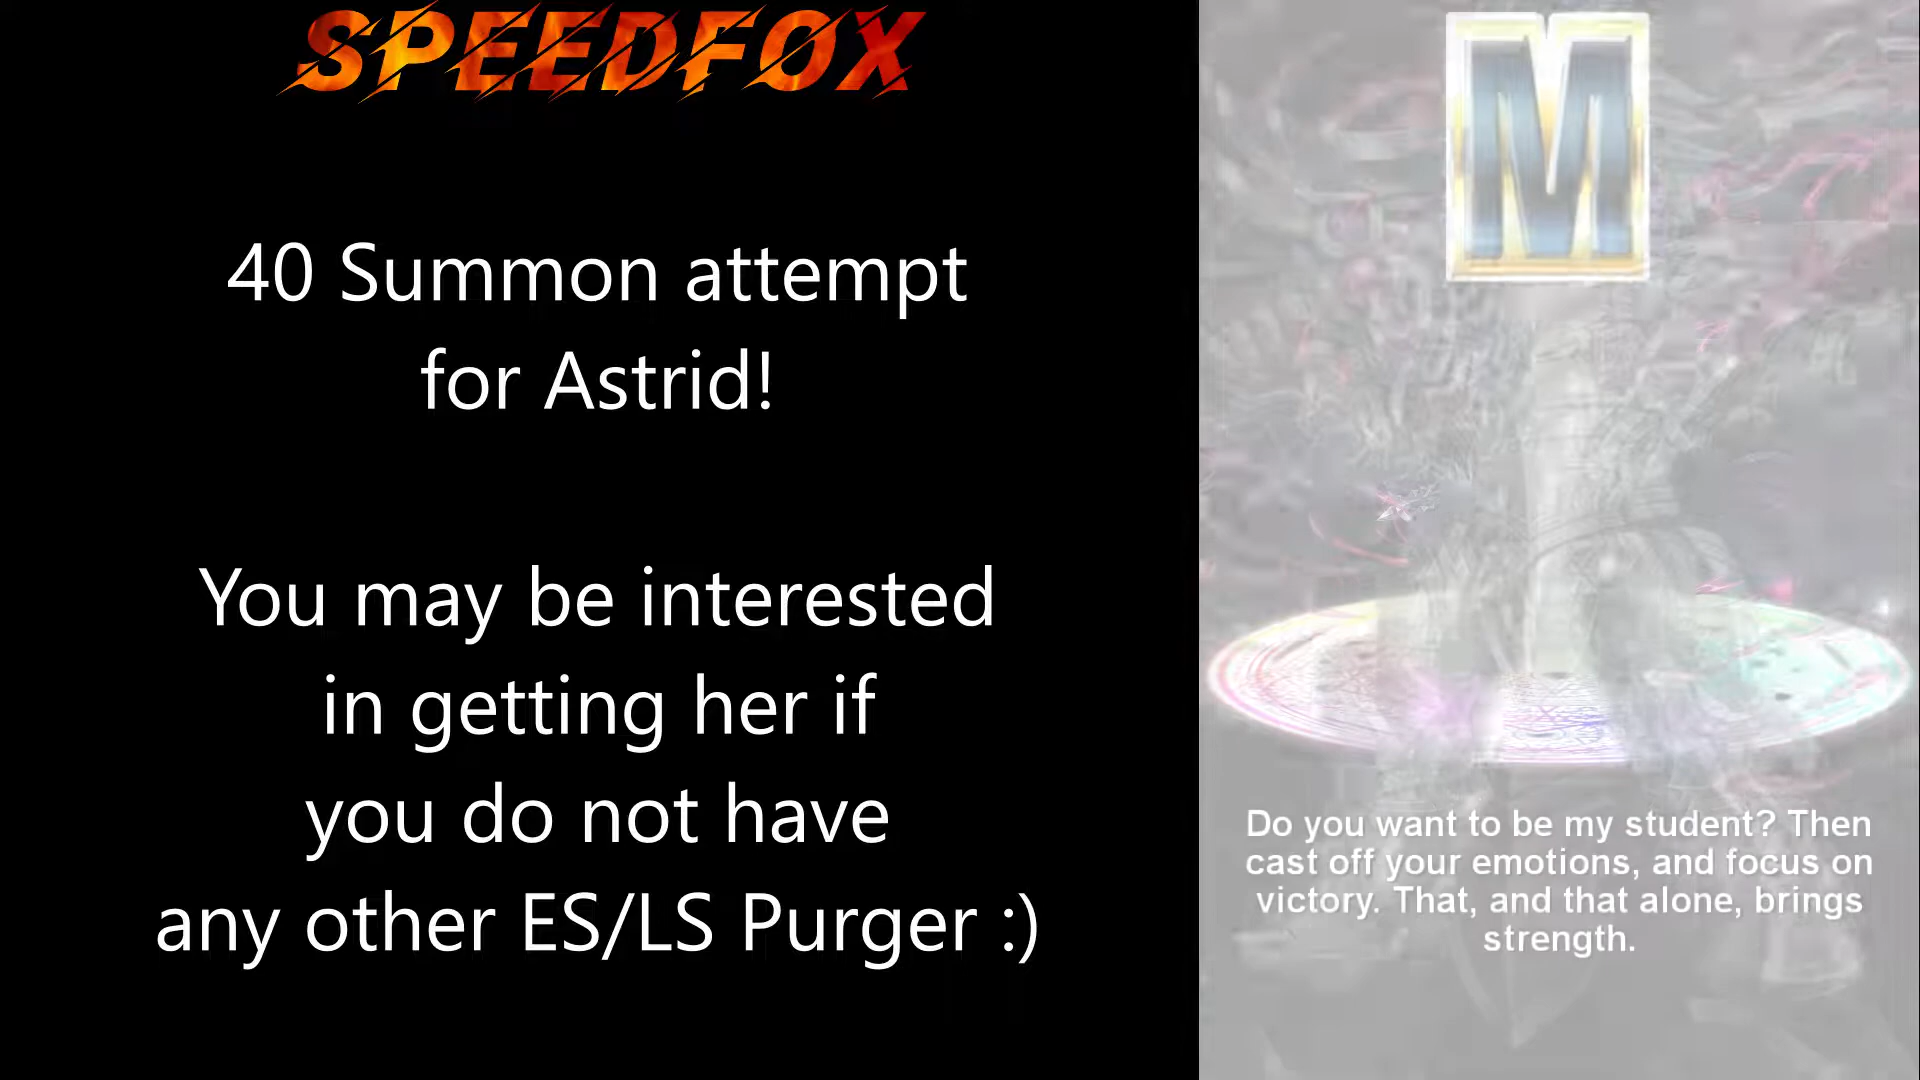 SPEEDFOX
40 Summon attempt
for Astrid!
You may be interested
in getting her if
you do not have
any other ES/LS Purger :)
M
Do you want to be my student? Then
cast off your emotions, and focus on
victory. That, and that alone, brings
strength.